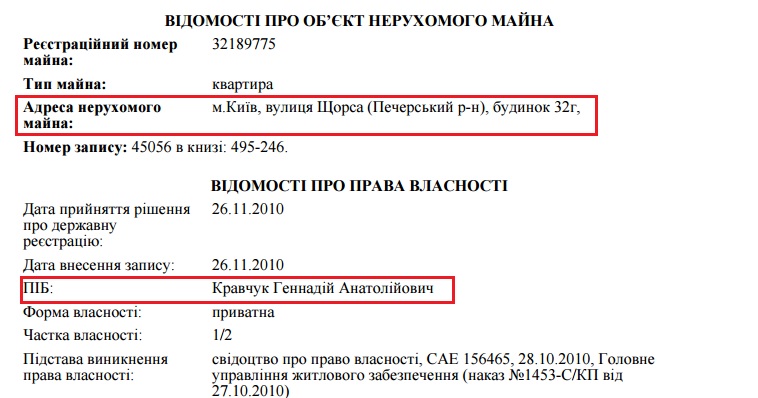 ВІДОМОСТІ ПРО ОБ’ЄКТ НЕРУХОМОГО МАЙНА
Реєстраційний номер 32189775
майна:
Тип майна: квартира
Адреса нерухомого м.Київ, вулиця Щорса (Печерський р-н), будинок 32г,
майна:
Номер запису: 45056 в книзі: 495-246.
ВІДОМОСТІ ПРО ПРАВА ВЛАСНОСТІ
Дата прийняття рішення 26.11.2010
про державну
реєстрацію:
Дата внесення запису: 26.11.2010
ПІБ: Кравчук Геннадій Анатолійович
Форма власності: приватна
Частка власності: 1/2
Підстава виникнення свідоцтво про право власності, САЕ 156465, 28.10.2010, Головне
права власності: управління житлового забезпечення (наказ №1453-С/КП від
27.10.2010)